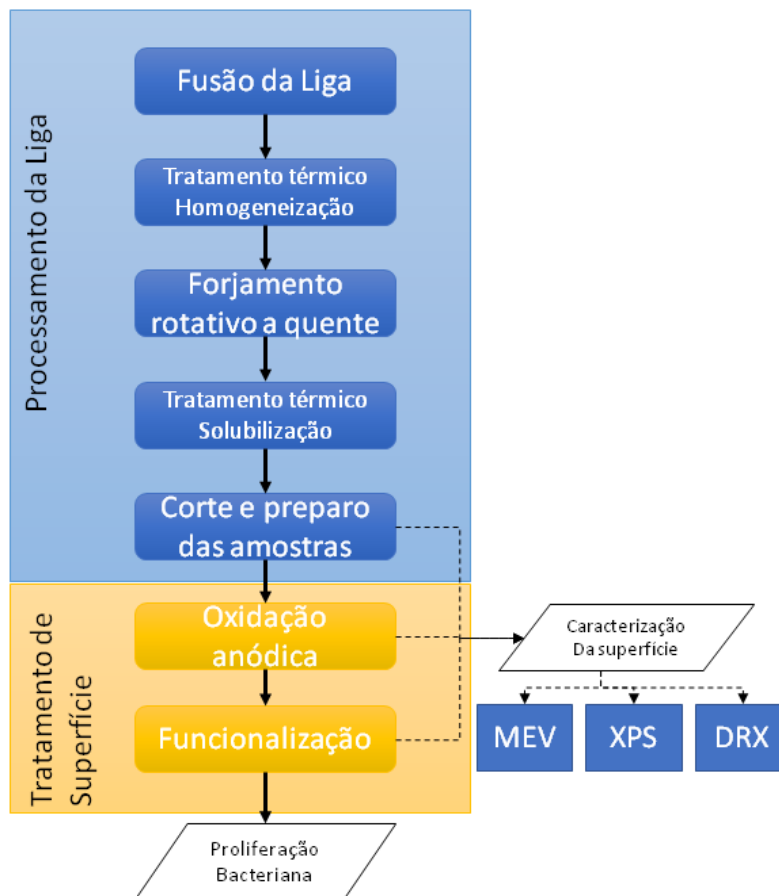 Processamento da Liga
Fusão da Liga
Tratamento térmico
Homogeneização
Forjamento
rotativo a quente
Tratamento térmico
Solubilização
Corte e preparo
das amostras
Tratamento de
Superfície
Oxidação
anódica
Funcionalização
Caracterização
Da superfície
MEV
XPS
DRX
Proliferação
Bacteriana